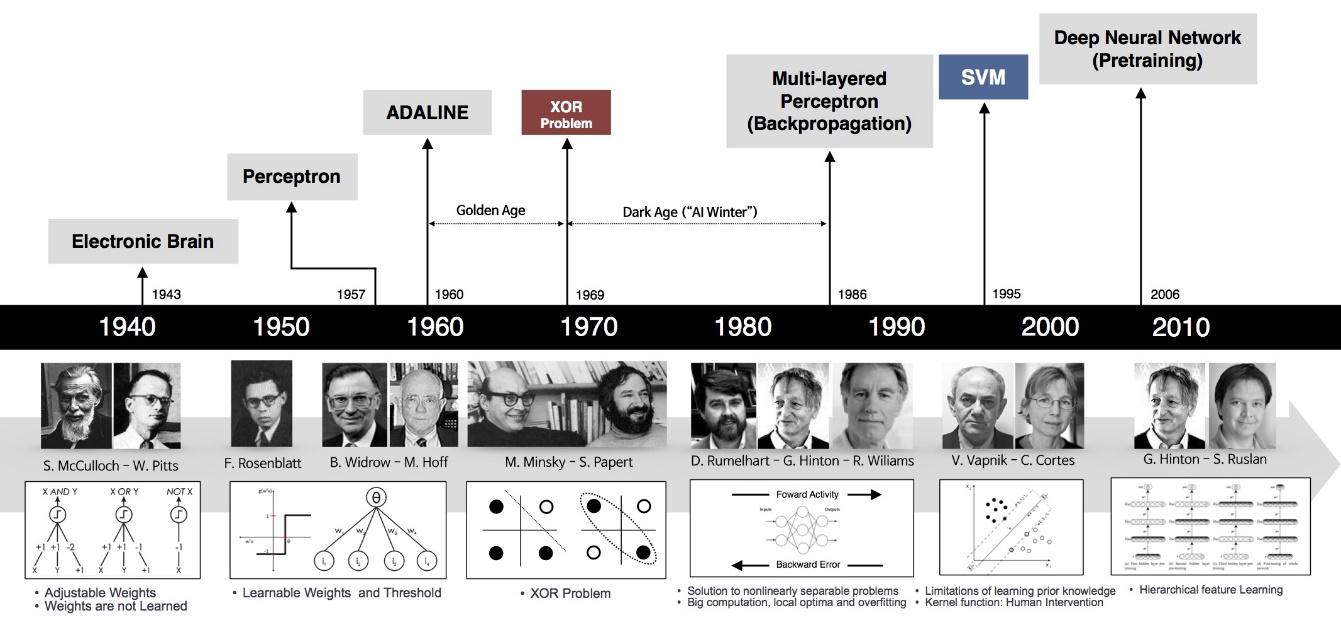 Deep Neural Network
(Pretraining)
Multi-layered
Perceptron
(Backpropagation)
SVM
ADALINE
XOR
Problem
Perceptron
Golden Age
Dark Age ("AI Winter")
Electronic Brain
1943
1957
1960
1969
1986
1995
2006
1940
1950
1960
1970
1980
1990
2000
2010
S. McCulloch – W. Pitts
F. Rosenblatt
B. Widrow – M. Hoff
M. Minsky – S. Papert
D. Rumelhart – G. Hinton – R. Wiliams
V. Vapnik – C. Cortes
G. Hinton – S. Ruslan
X AND Y
X OR Y
NOT X
+1 +1 -2
+1 +1 -1
-1
X Y +1
X Y +1
X
Foward Activity
Inputs
Outputs
Backward Error
• Adjustable Weights
• Weights are not Learned
• Learnable Weights and Threshold
• XOR Problem
• Solution to nonlinearly separable problems
• Big computation, local optima and overfitting
• Limitations of learning prior knowledge
• Kernel function: Human Intervention
• Hierarchical feature Learning